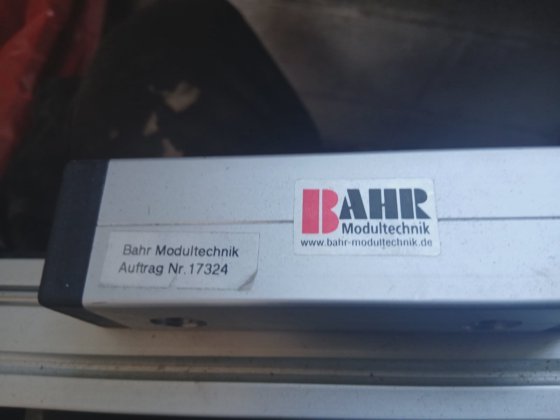 BAHR
Modultechnik
www.bahr-modultechnik.de
Bahr Modultechnik
Auftrag Nr.17324